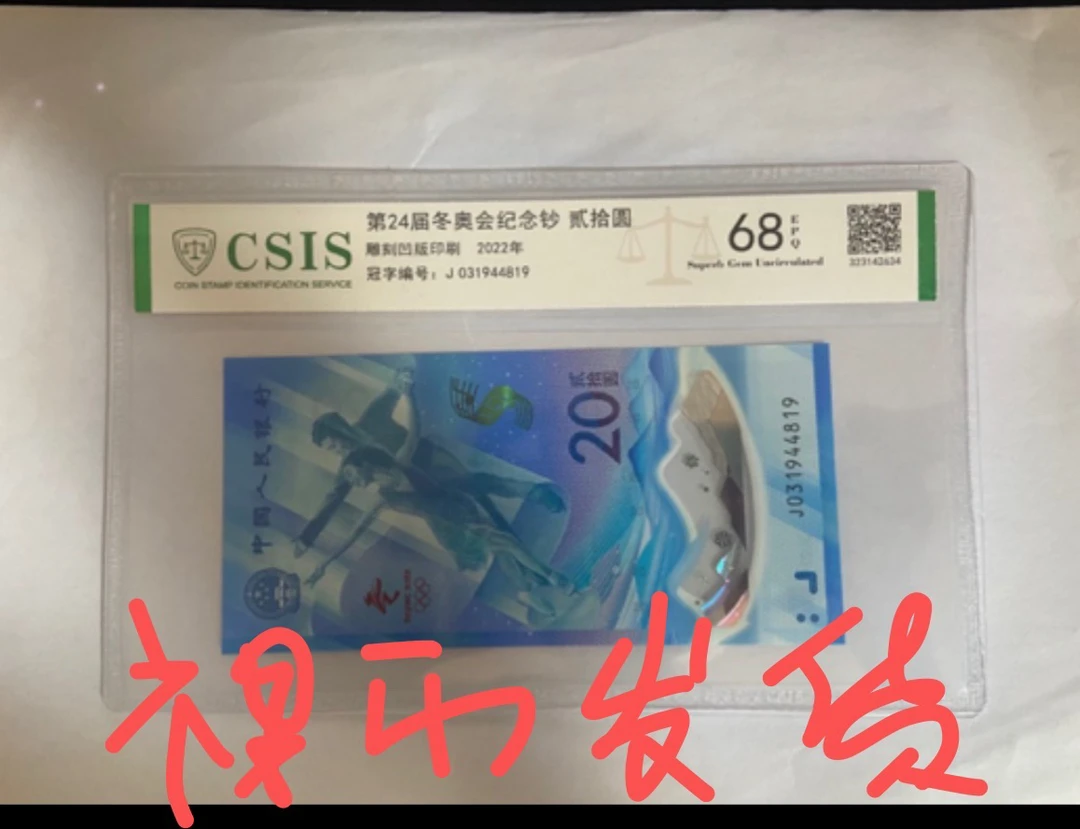 第24届冬奥会纪念钞 贰拾圆
雕刻凹版印刷 2022年
冠字编号：J 031944819
CSIS
COIN STAMP IDENTIFICATION SERVICE
68 EPQ
Superb Gem Uncirculated
323142634
中国人民银行
贰拾圆
20
J031944819
裸币发货